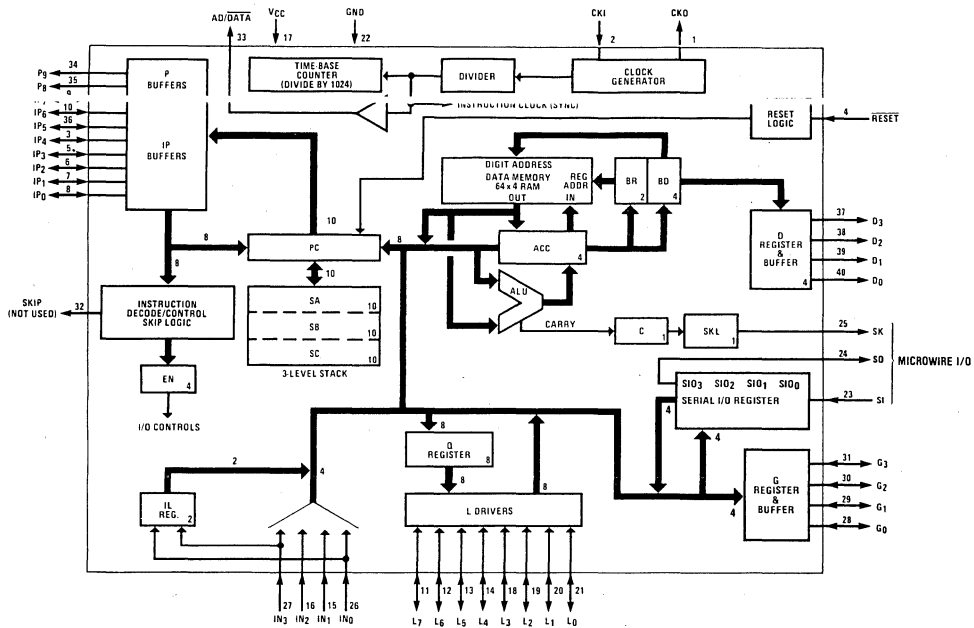 AD/DATA
VCC
GND
CKI
CKO
33
17
22
2
1
P9
34
P8
35
9
IP6
10
IP5
36
IP4
3
IP3
5
IP2
6
IP1
7
IP0
8
P
BUFFERS
IP
BUFFERS
TIME-BASE
COUNTER
(DIVIDE BY 1024)
DIVIDER
CLOCK
GENERATOR
INSTRUCTION CLOCK (SYNC)
RESET
LOGIC
4
RESET
DIGIT ADDRESS
DATA MEMORY
64 x 4 RAM
OUT
REG
ADDR
IN
BR
2
BD
4
10
8
8
PC
8
ACC
4
10
ALU
CARRY
C
1
SKL
1
D
REGISTER
&
BUFFER
4
37
D3
38
D2
39
D1
40
D0
SKIP
(NOT USED)
32
INSTRUCTION
DECODE/CONTROL
SKIP LOGIC
SA
10
SB
10
SC
10
3-LEVEL STACK
EN
4
I/O CONTROLS
25
SK
24
SO
23
SI
MICROWIRE I/O
SIO3 SIO2 SIO1 SIO0
SERIAL I/O REGISTER
4
4
2
4
IL
REG.
2
8
Q
REGISTER
8
8
8
L DRIVERS
4
G
REGISTER
&
BUFFER
31
G3
30
G2
29
G1
28
G0
27
16
15
26
IN3
IN2
IN1
IN0
11
12
13
14
18
19
20
21
L7
L6
L5
L4
L3
L2
L1
L0